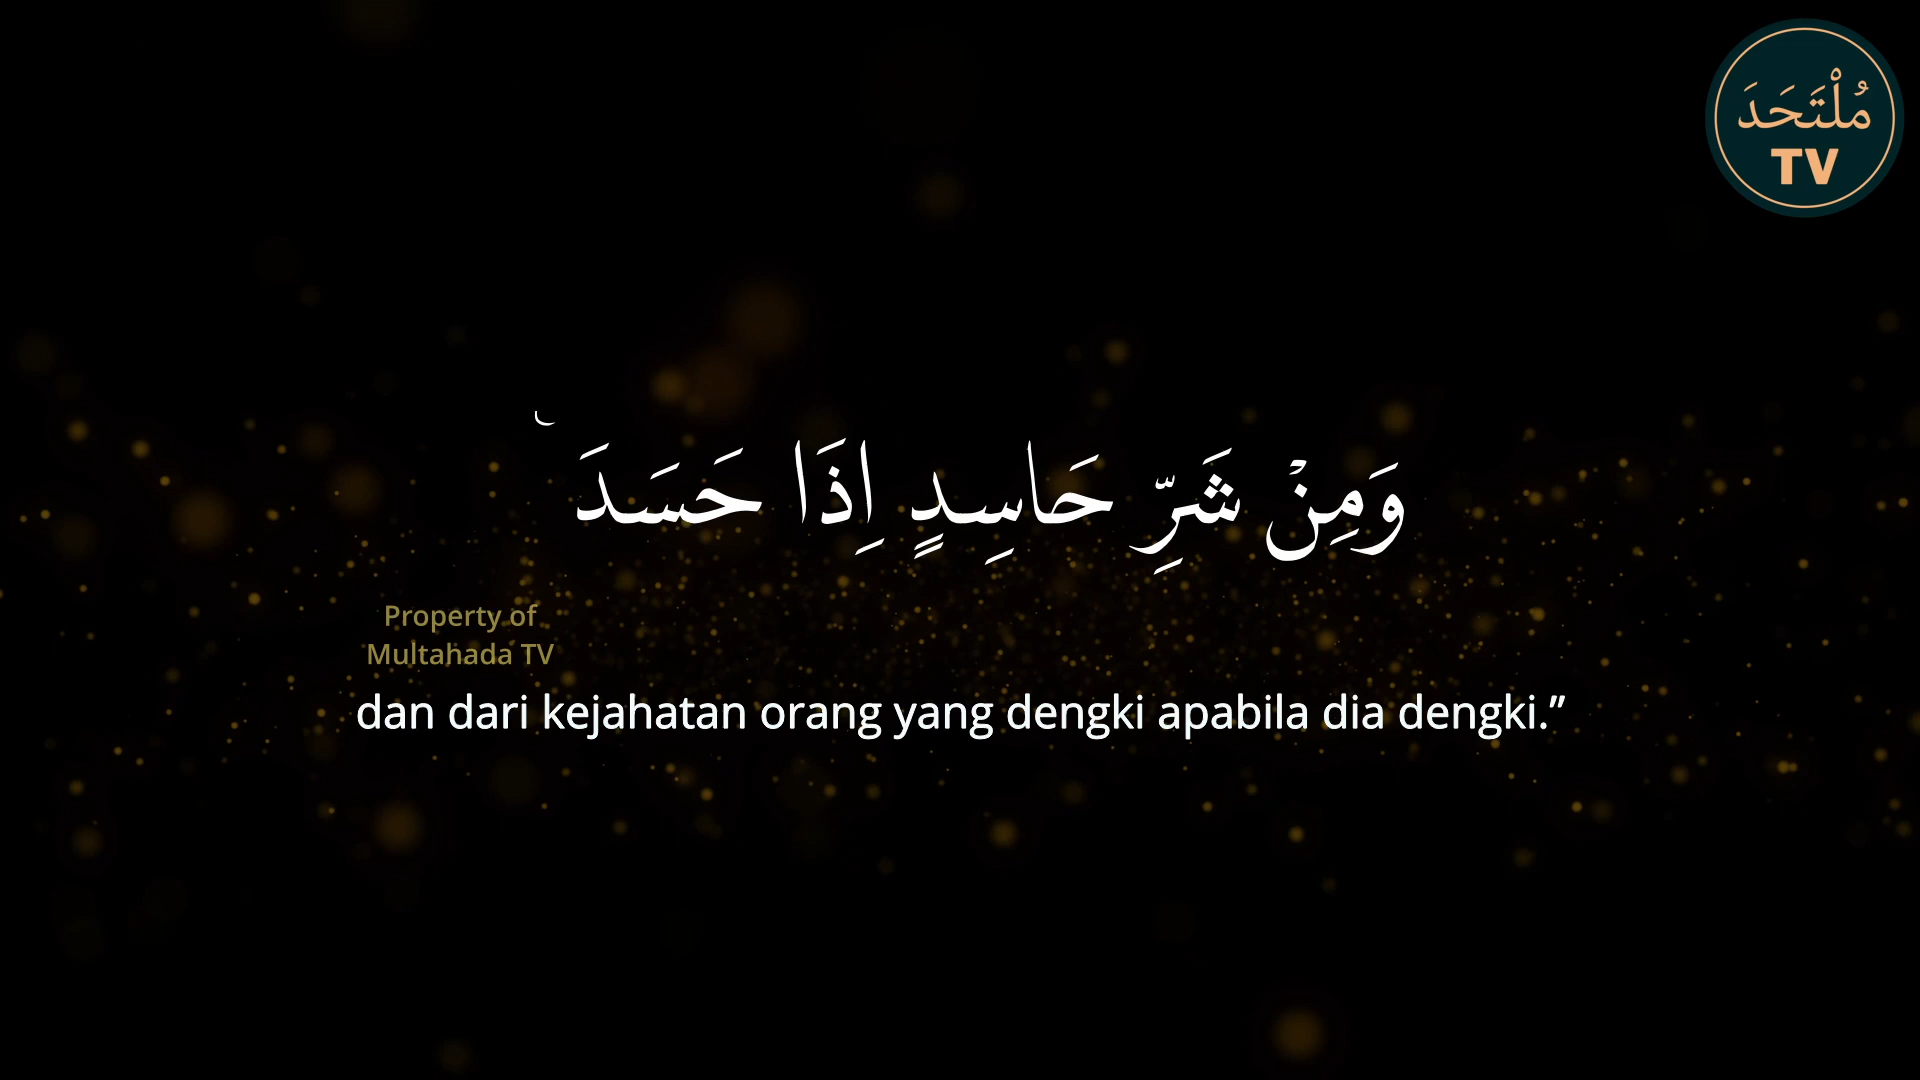 مُلْتَحَدَ
TV
وَمِنْ شَرِّ حَاسِدٍ اِذَا حَسَدَ ࣖ
Property of
Multahada TV
dan dari kejahatan orang yang dengki apabila dia dengki.”